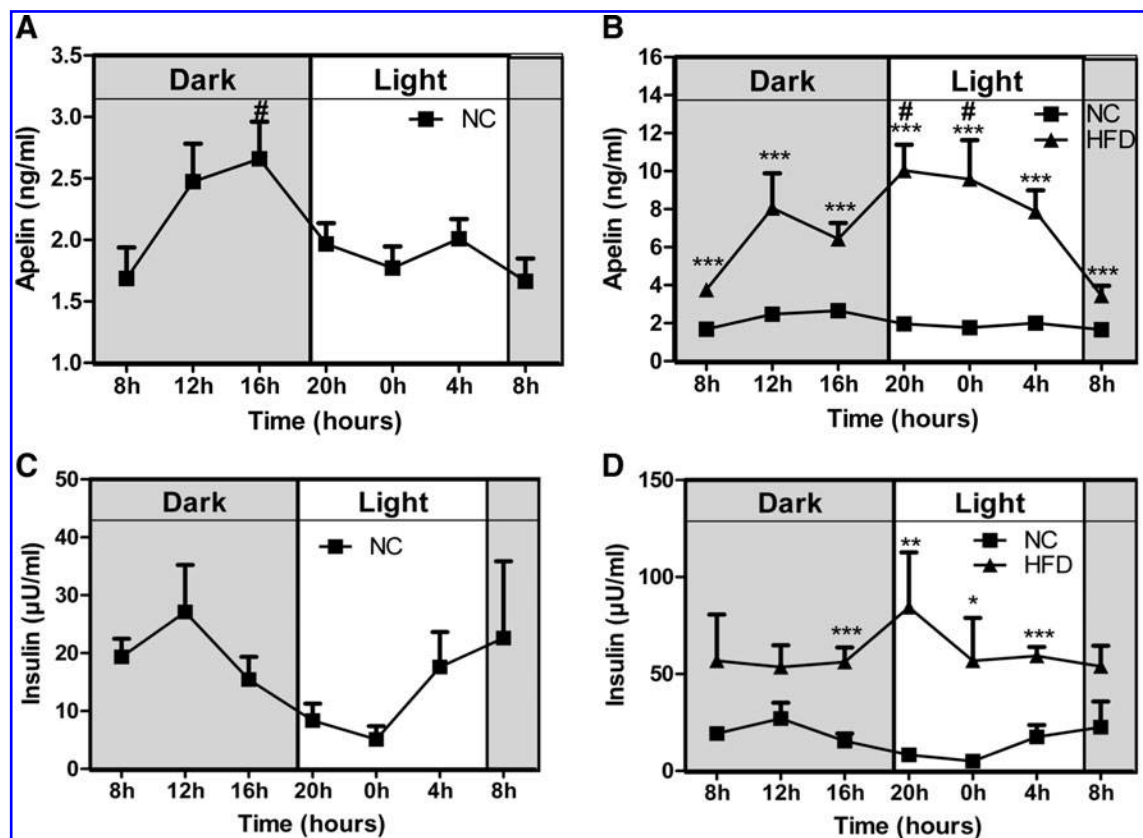 A
3.5
3.0
2.5
2.0
1.5
1.0
Apelin (ng/ml)
Dark Light
#
NC
8h 12h 16h 20h 0h 4h 8h
Time (hours)
B
16
14
12
10
8
6
4
2
0
Apelin (ng/ml)
Dark Light
NC
HFD
# #
*** *** *** *** *** *** ***
8h 12h 16h 20h 0h 4h 8h
Time (hours)
C
50
40
30
20
10
0
Insulin (µU/ml)
Dark Light
NC
8h 12h 16h 20h 0h 4h 8h
Time (hours)
D
150
100
50
0
Insulin (µU/ml)
Dark Light
NC
HFD
*** ** * ***
8h 12h 16h 20h 0h 4h 8h
Time (hours)